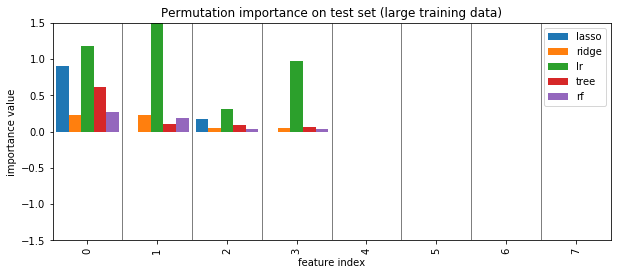 Permutation importance on test set (large training data)
1.5
1.0
0.5
0.0
−0.5
−1.0
−1.5
importance value
lasso
ridge
lr
tree
rf
0 1 2 3 4 5 6 7
feature index